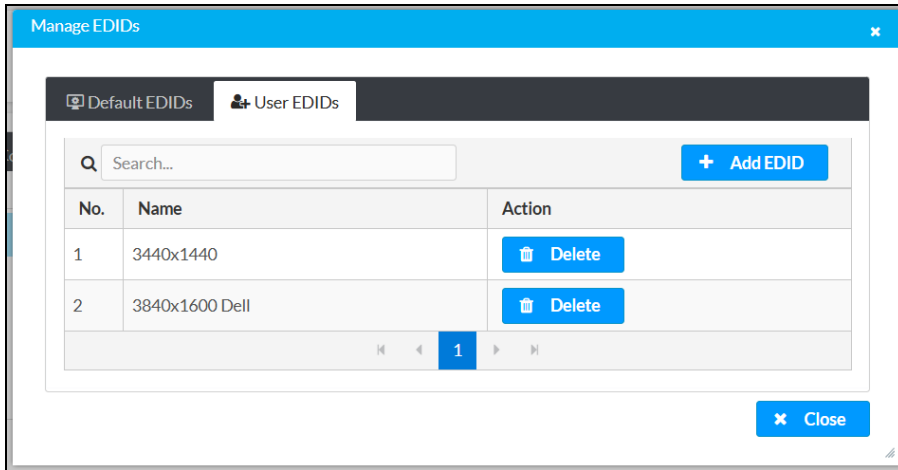 Manage EDIDs
Default EDIDs User EDIDs
Search... Add EDID
No. Name Action
1 3440x1440 Delete
2 3840x1600 Dell Delete
1
Close